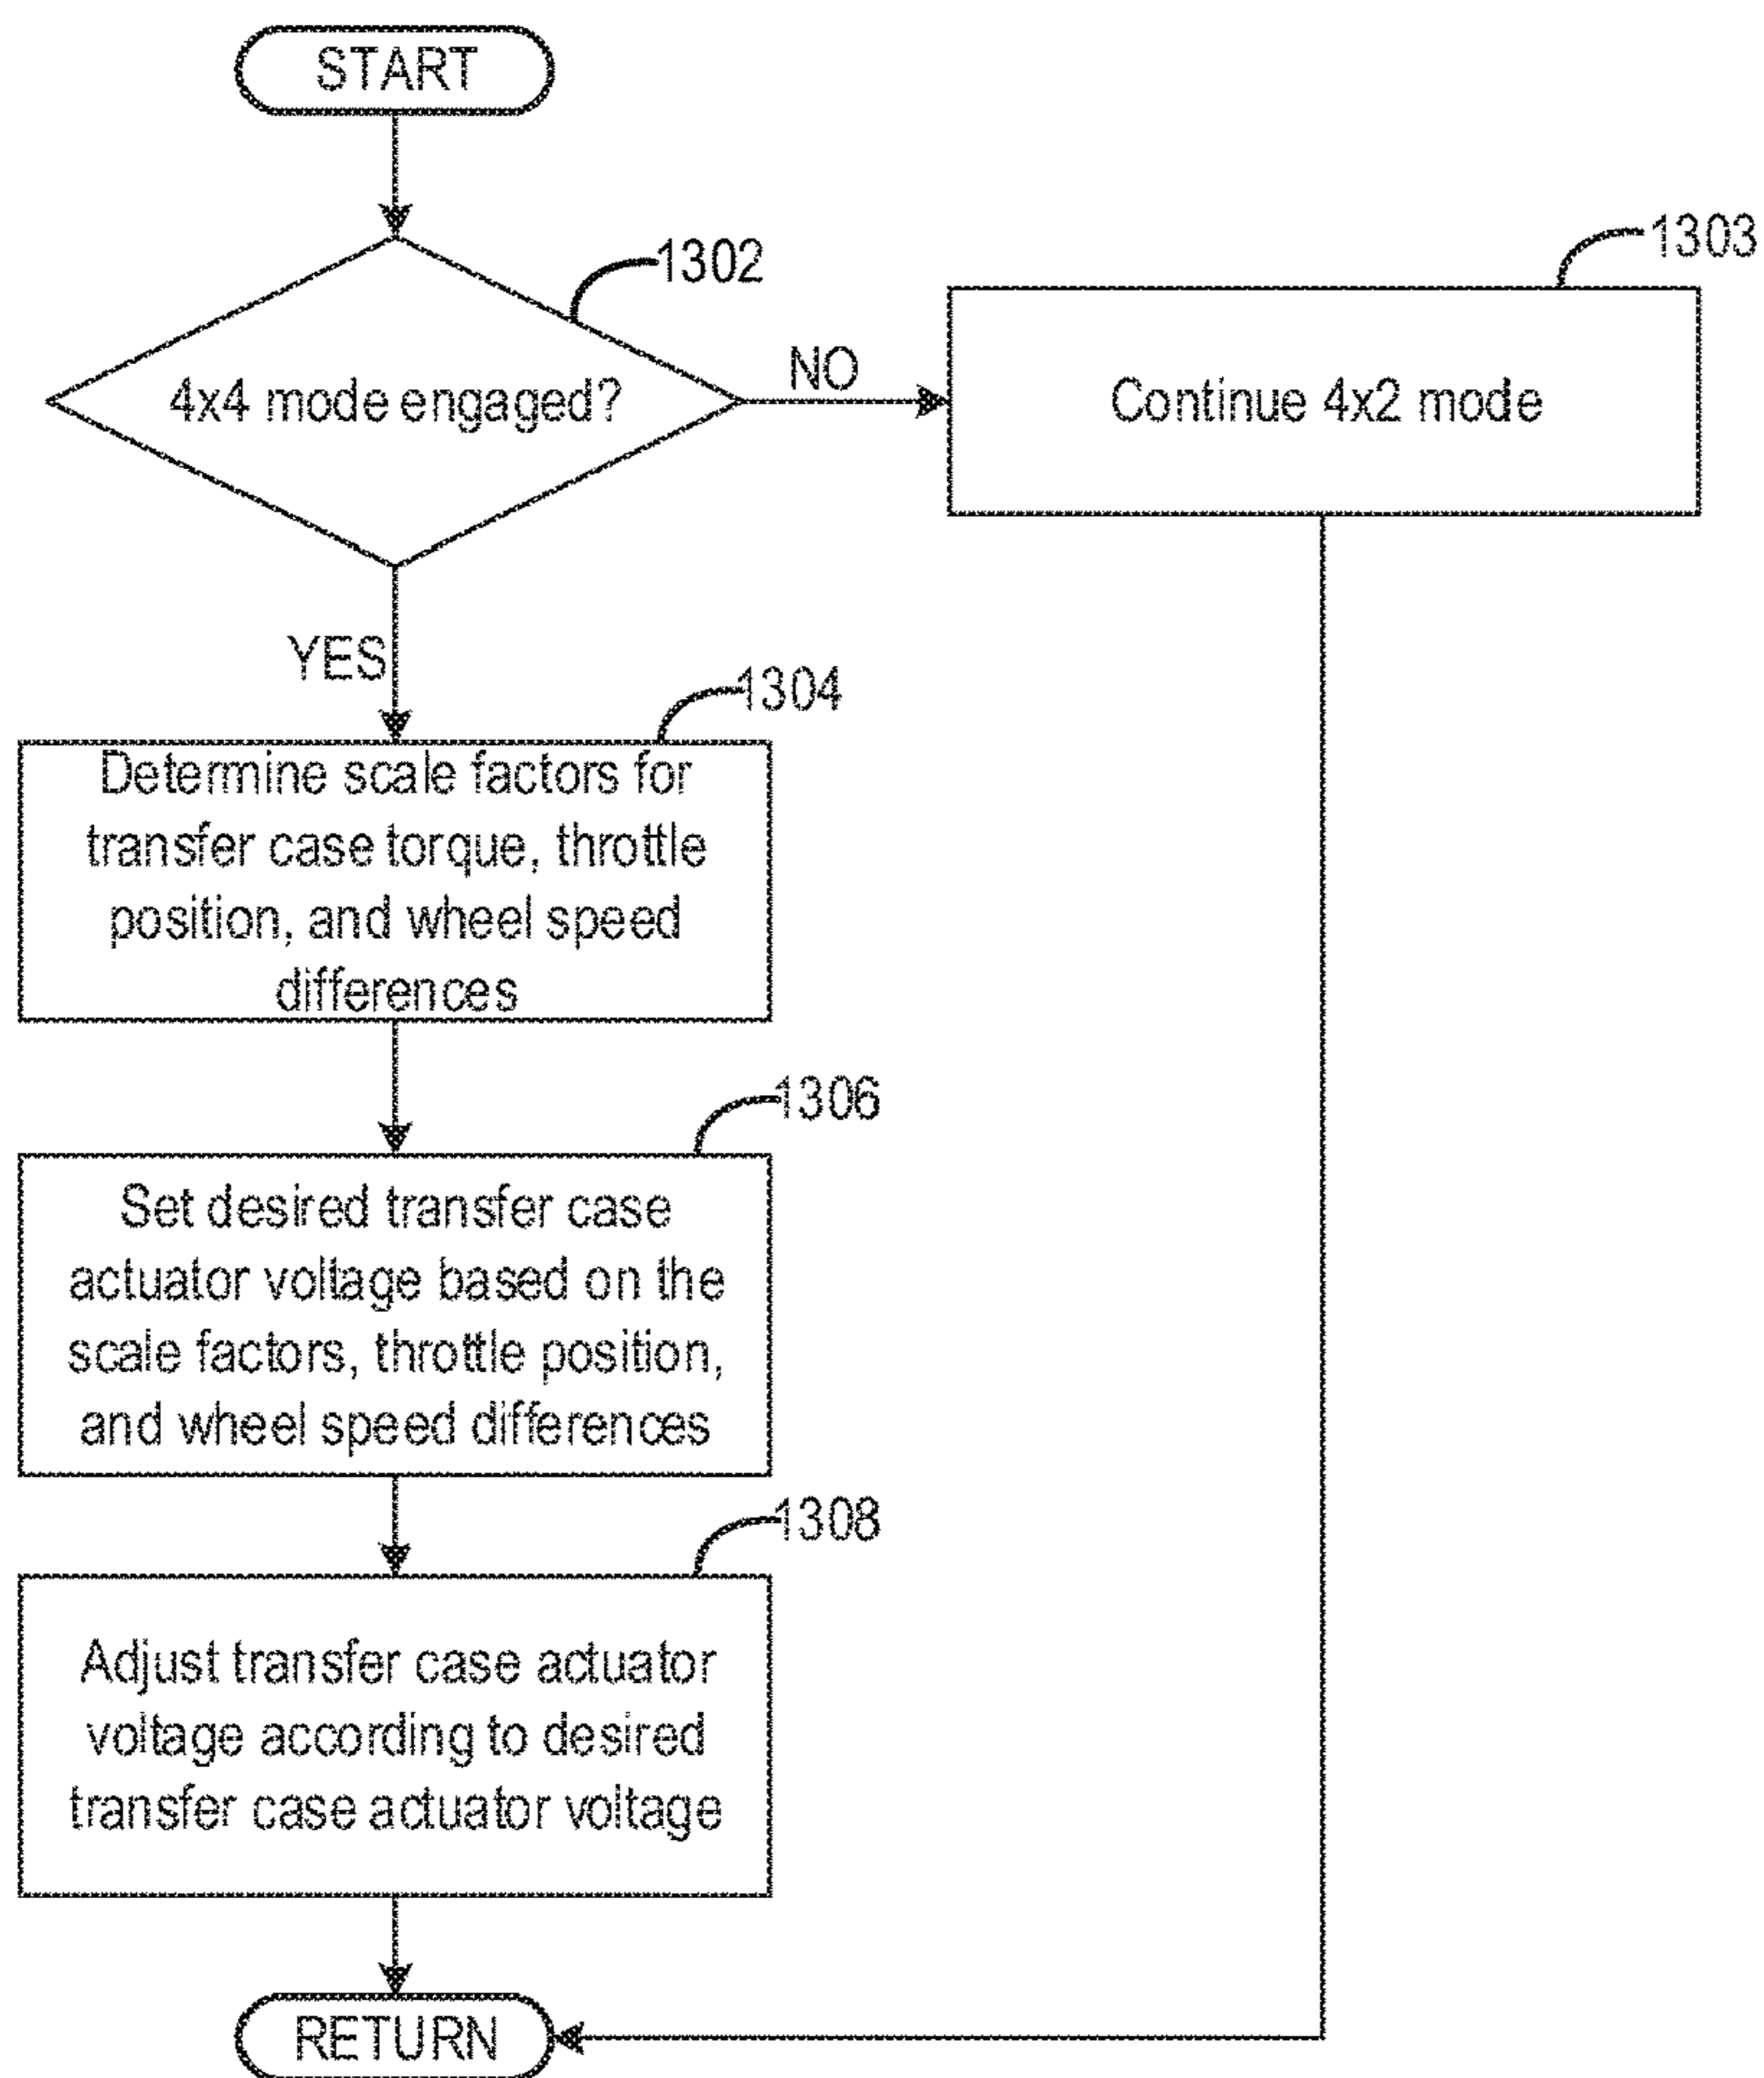 START
1302
4x4 mode engaged?
NO
1303
Continue 4x2 mode
YES
1304
Determine scale factors for
transfer case torque, throttle
position, and wheel speed
differences
1306
Set desired transfer case
actuator voltage based on the
scale factors, throttle position,
and wheel speed differences
1308
Adjust transfer case actuator
voltage according to desired
transfer case actuator voltage
RETURN